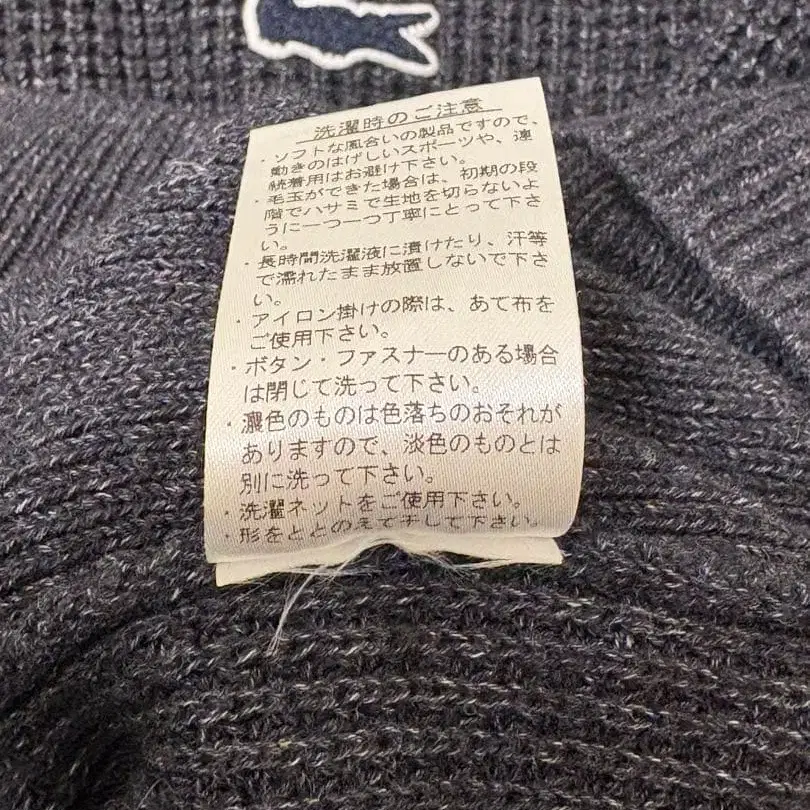 洗濯時のご注意
・ソフトな風合いの製品ですので、
動きのはげしいスポーツや、連
続着用はお避け下さい。
・毛玉ができた場合は、初期の段
階でハサミで生地を切らないよ
うに一つ一つ丁寧にとって下さ
い。
・長時間洗濯液に漬けたり、汗等
で濡れたまま放置しないで下さ
い。
・アイロン掛けの際は、あて布を
ご使用下さい。
・ボタン・ファスナーのある場合
は閉じて洗って下さい。
・濃色のものは色落ちのおそれが
ありますので、淡色のものとは
別に洗って下さい。
・洗濯ネットをご使用下さい。
・形をととのえて干して下さい。